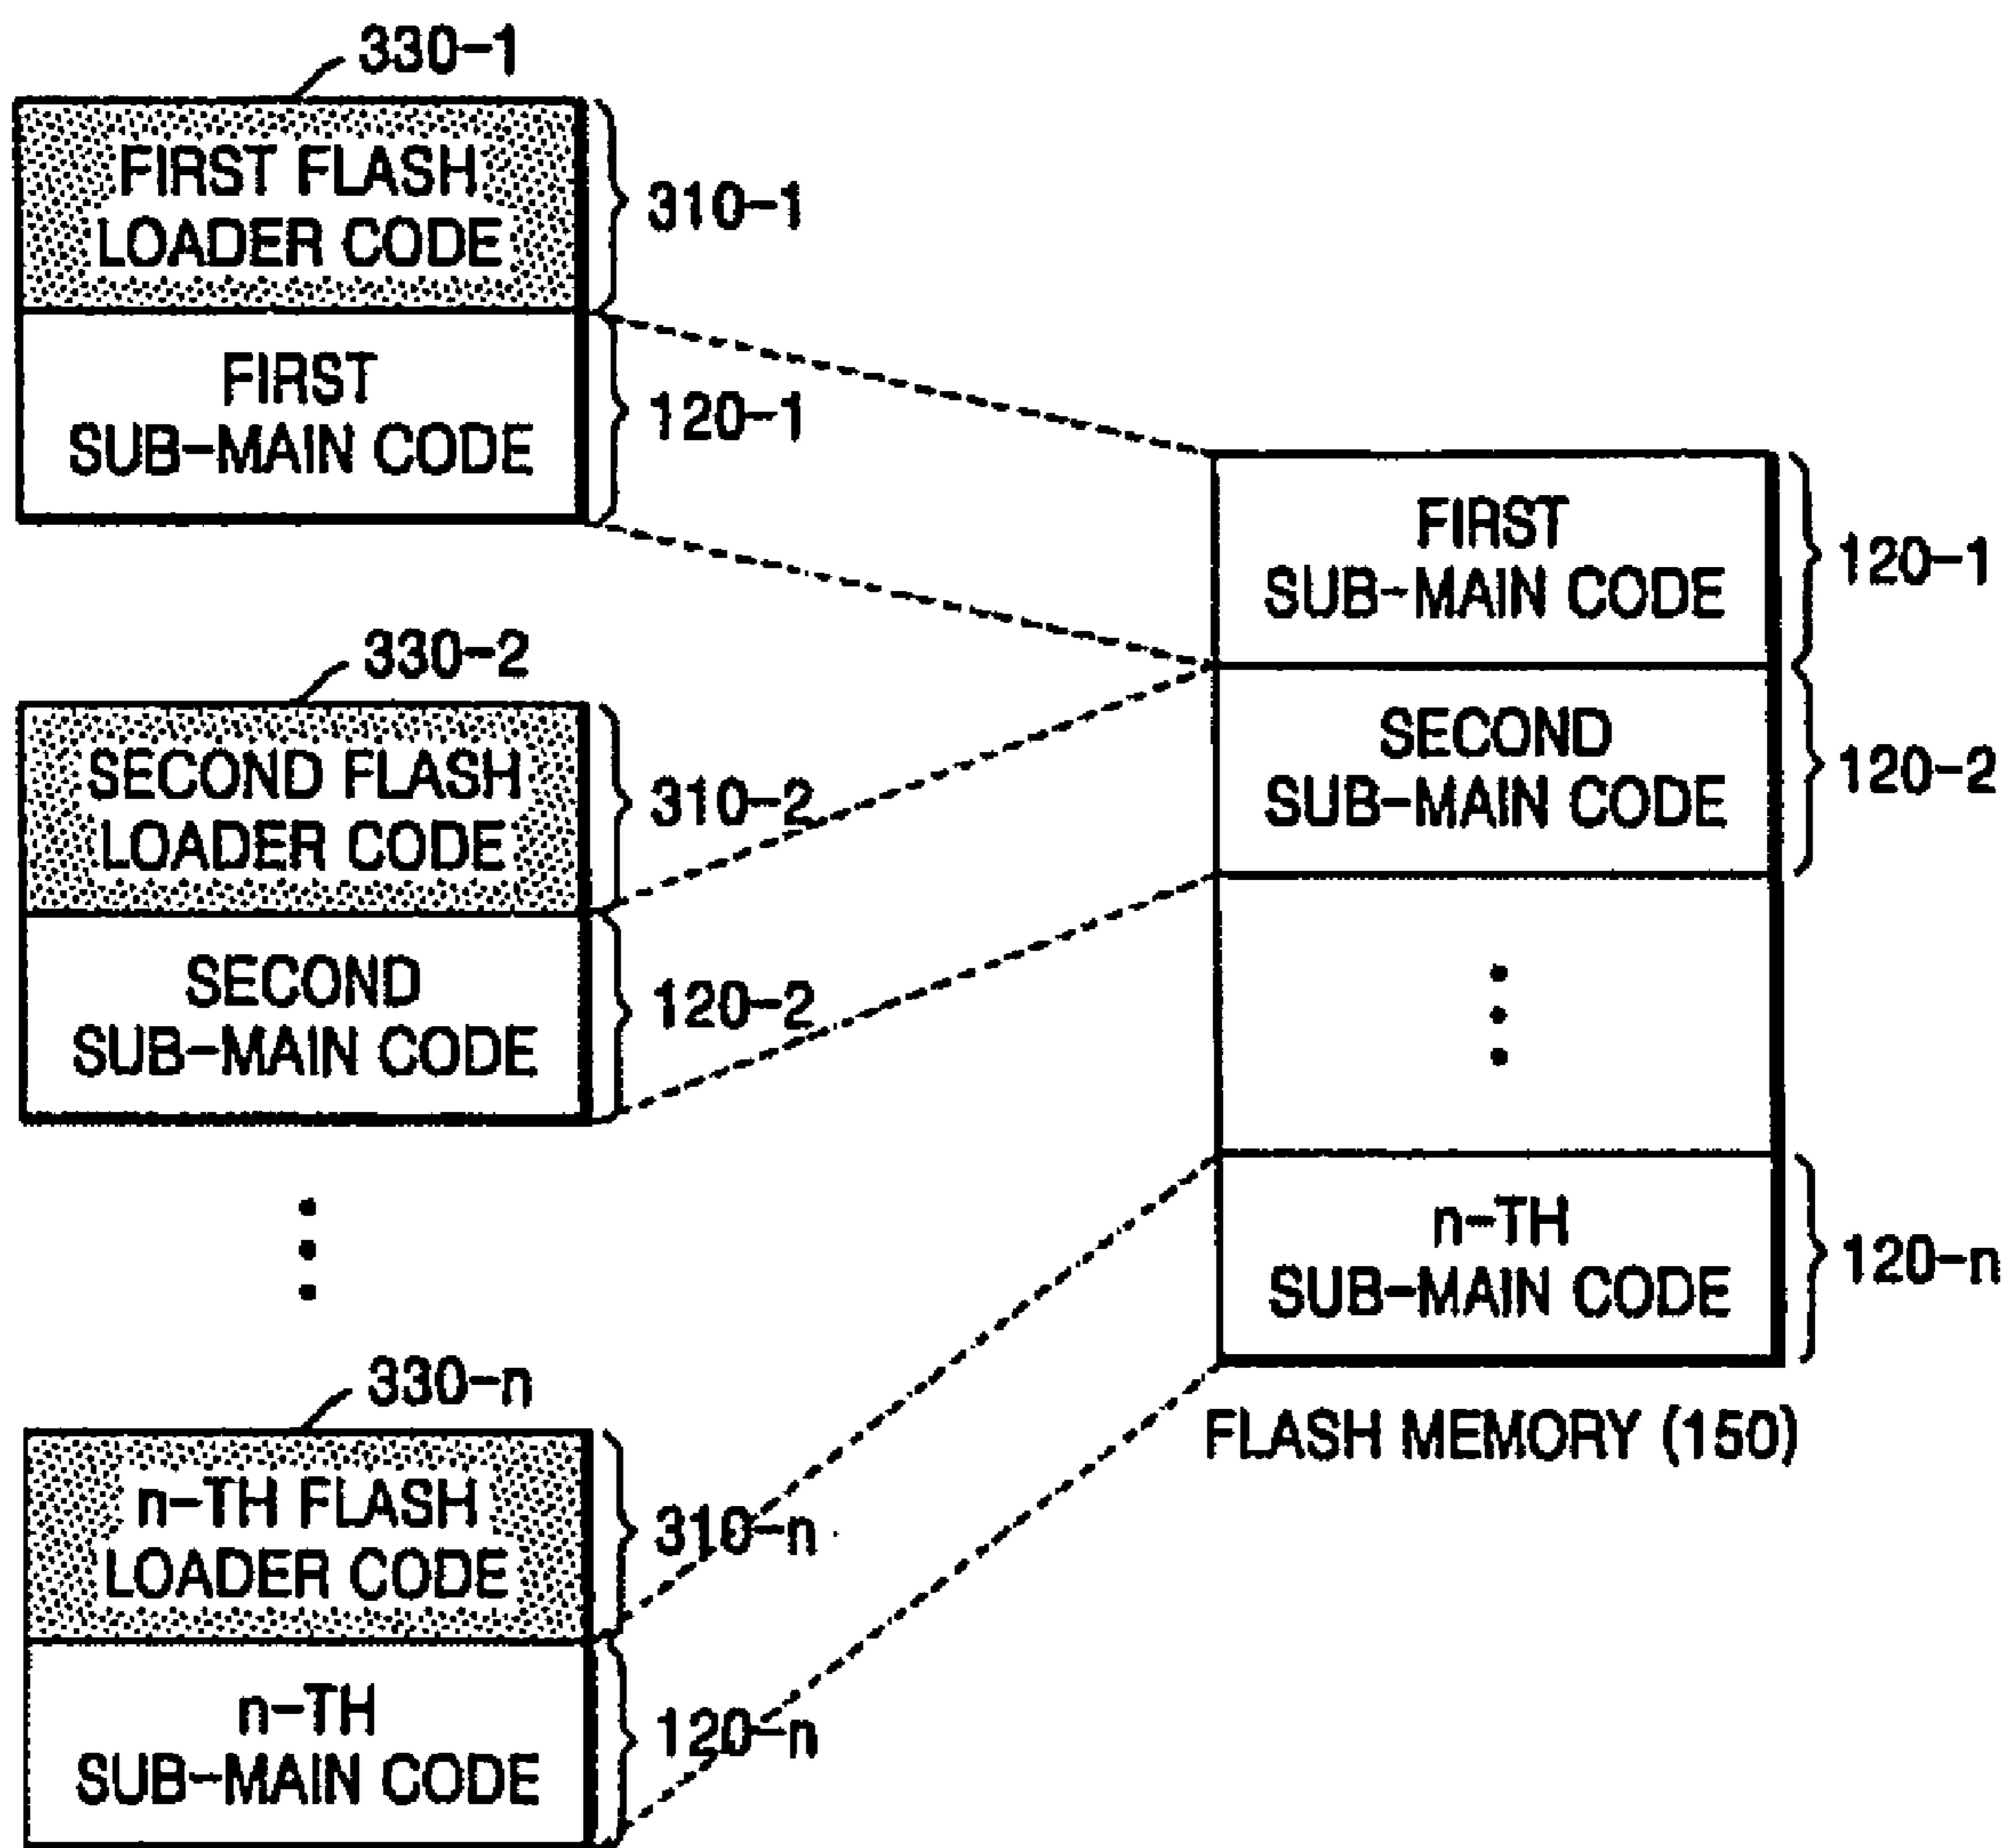 330-1
FIRST FLASH
LOADER CODE
310-1
FIRST
SUB-MAIN CODE
120-1
330-2
SECOND FLASH
LOADER CODE
310-2
SECOND
SUB-MAIN CODE
120-2
330-n
n-TH FLASH
LOADER CODE
310-n
n-TH
SUB-MAIN CODE
120-n
FIRST
SUB-MAIN CODE
120-1
SECOND
SUB-MAIN CODE
120-2
n-TH
SUB-MAIN CODE
120-n
FLASH MEMORY (150)